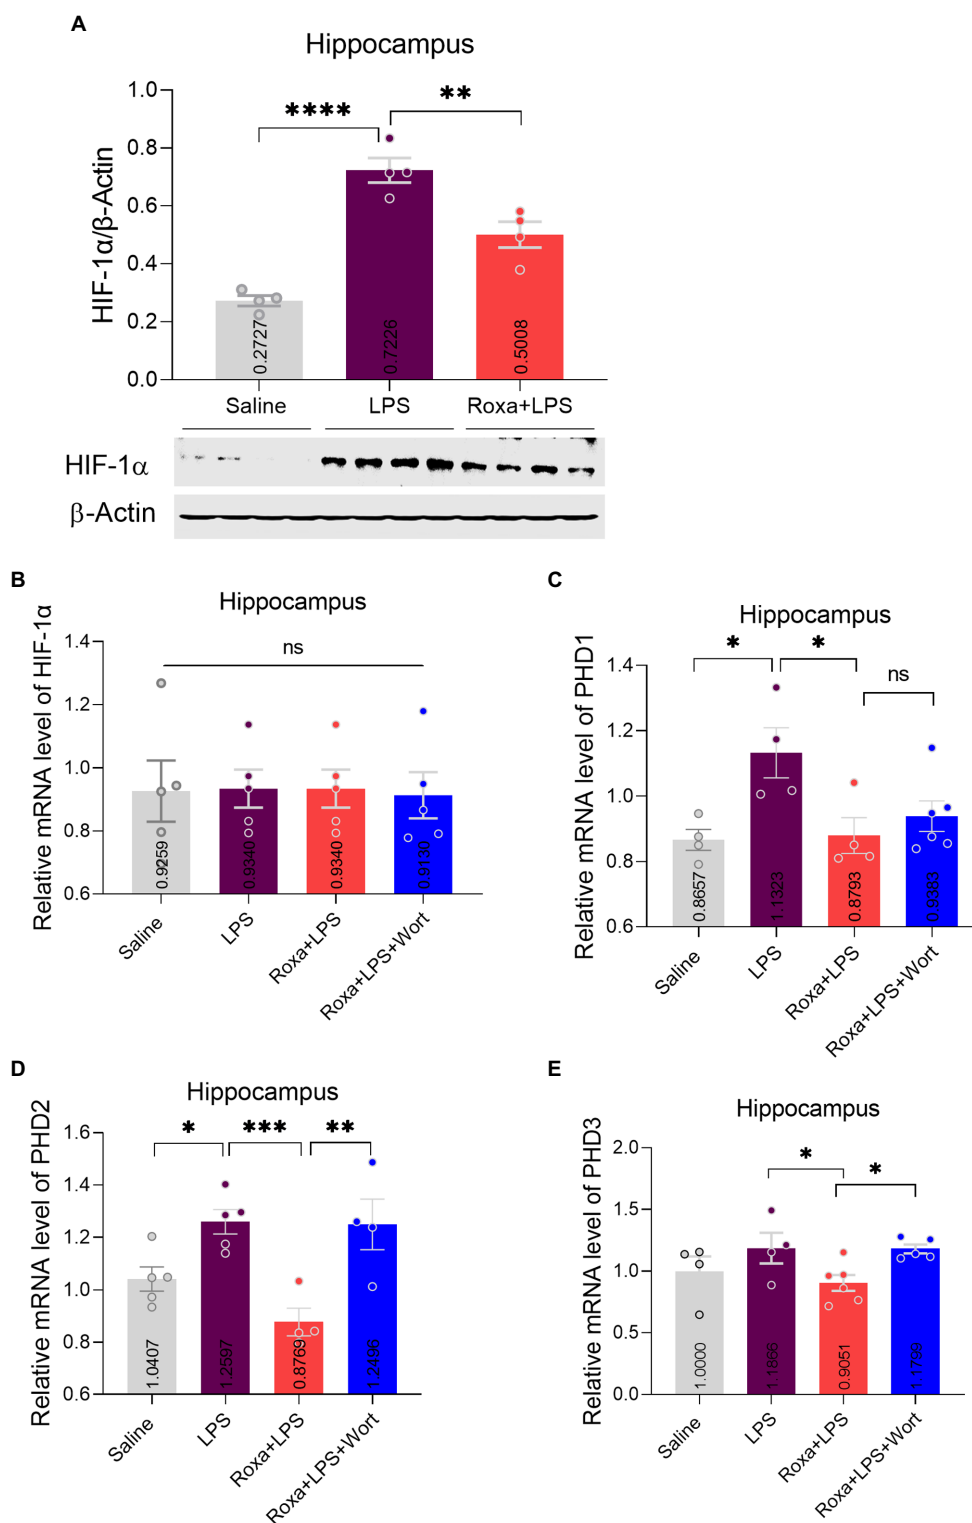 A
Hippocampus
HIF-1α/β-Actin
1.0
0.8
0.6
0.4
0.2
0.0
****
**
0.2727
0.7226
0.5008
Saline LPS Roxa+LPS
HIF-1α
β-Actin
B
Hippocampus
Relative mRNA level of HIF-1α
1.4
1.2
1.0
0.8
0.6
ns
0.9259
0.9340
0.9340
0.9130
Saline
LPS
Roxa+LPS
Roxa+LPS+Wort
C
Hippocampus
Relative mRNA level of PHD1
1.4
1.2
1.0
0.8
0.6
*
*
ns
0.8657
1.1323
0.8793
0.9383
Saline
LPS
Roxa+LPS
Roxa+LPS+Wort
D
Hippocampus
Relative mRNA level of PHD2
1.6
1.4
1.2
1.0
0.8
0.6
*
***
**
1.0407
1.2597
0.8769
1.2496
Saline
LPS
Roxa+LPS
Roxa+LPS+Wort
E
Hippocampus
Relative mRNA level of PHD3
2.0
1.5
1.0
0.5
0.0
*
*
1.0000
1.1866
0.9051
1.1799
Saline
LPS
Roxa+LPS
Roxa+LPS+Wort